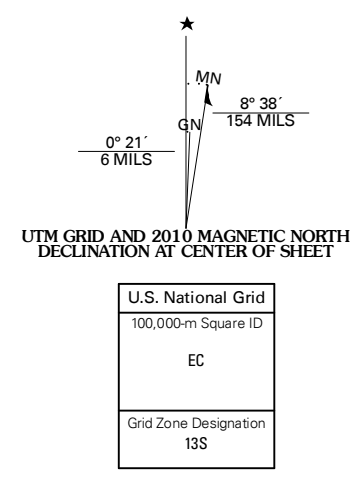 MN
GN
8° 38´
154 MILS
0° 21´
6 MILS
UTM GRID AND 2010 MAGNETIC NORTH
DECLINATION AT CENTER OF SHEET
U.S. National Grid
100,000-m Square ID
EC
Grid Zone Designation
13S